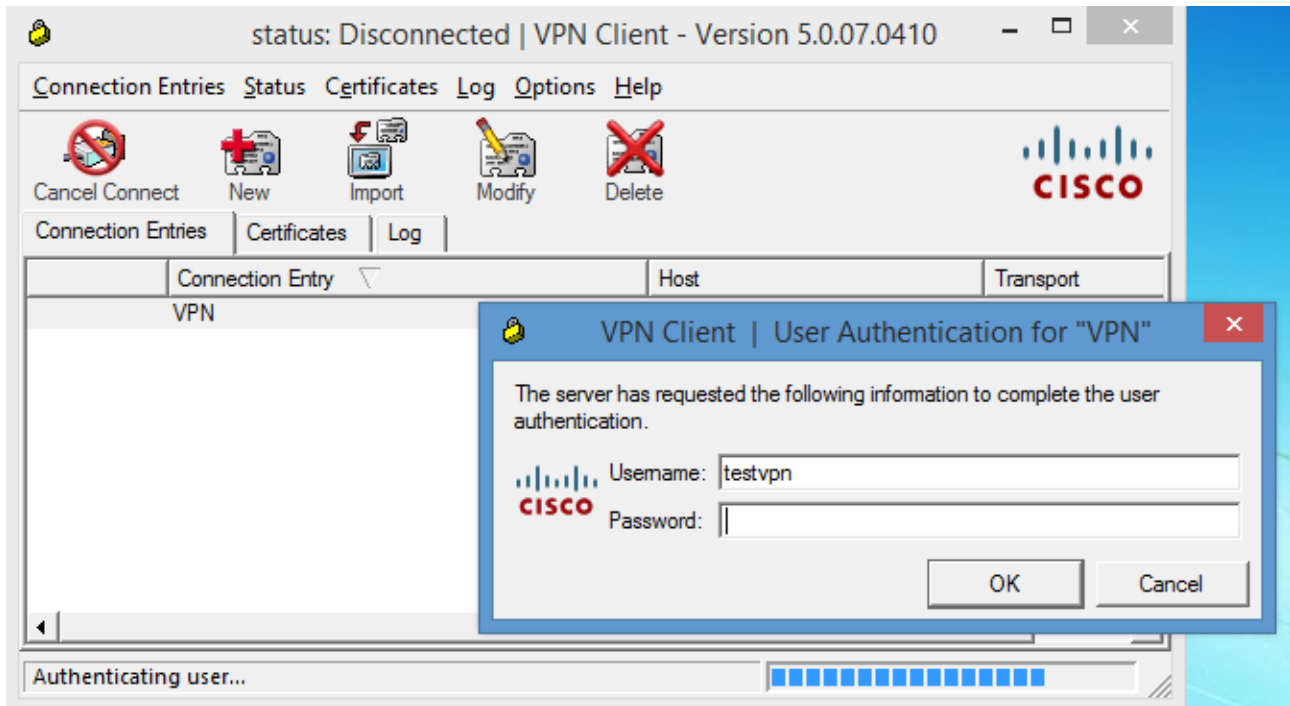 status: Disconnected | VPN Client - Version 5.0.07.0410
Connection Entries Status Certificates Log Options Help
Cancel Connect New Import Modify Delete
CISCO
Connection Entries Certificates Log
Connection Entry Host Transport
VPN
VPN Client | User Authentication for "VPN"
The server has requested the following information to complete the user
authentication.
CISCO
Username: testvpn
Password:
OK Cancel
Authenticating user...